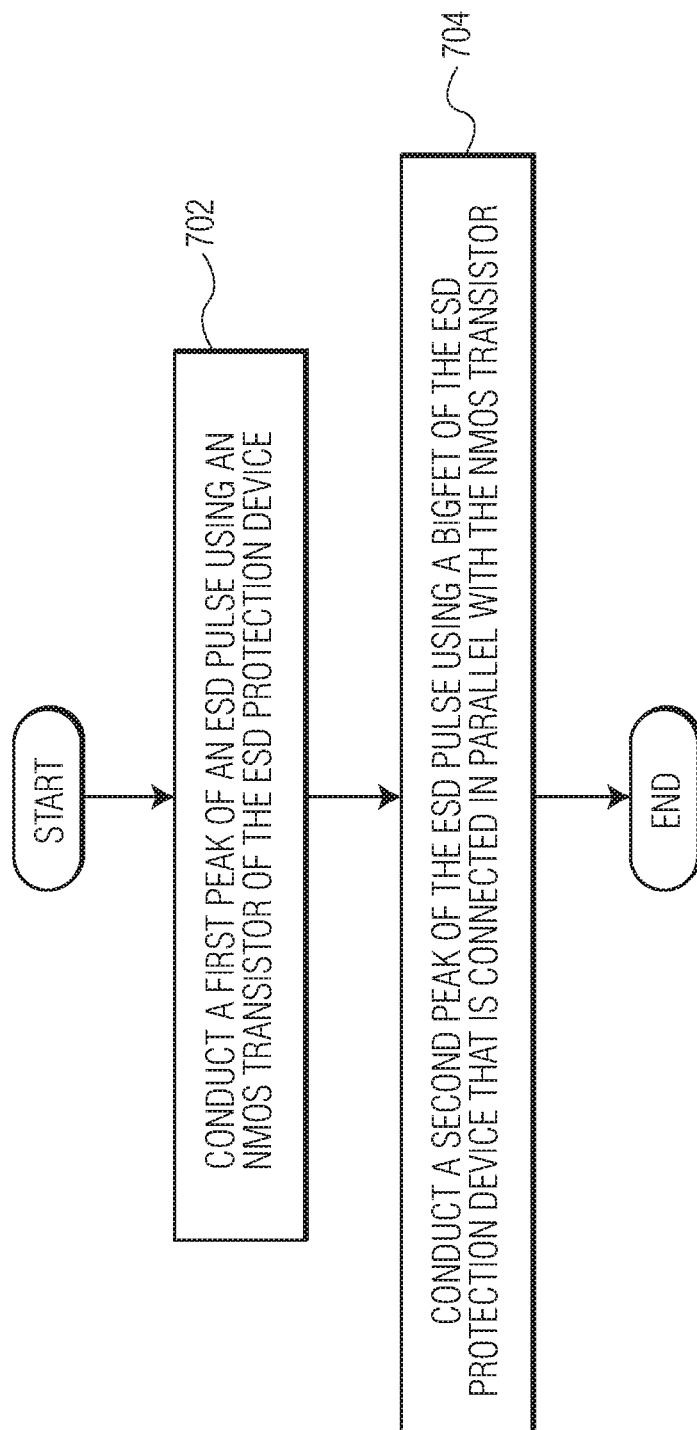 START
CONDUCT A FIRST PEAK OF AN ESD PULSE USING AN
NMOS TRANSISTOR OF THE ESD PROTECTION DEVICE
702
CONDUCT A SECOND PEAK OF THE ESD PULSE USING A BIGFET OF THE ESD
PROTECTION DEVICE THAT IS CONNECTED IN PARALLEL WITH THE NMOS TRANSISTOR
704
END